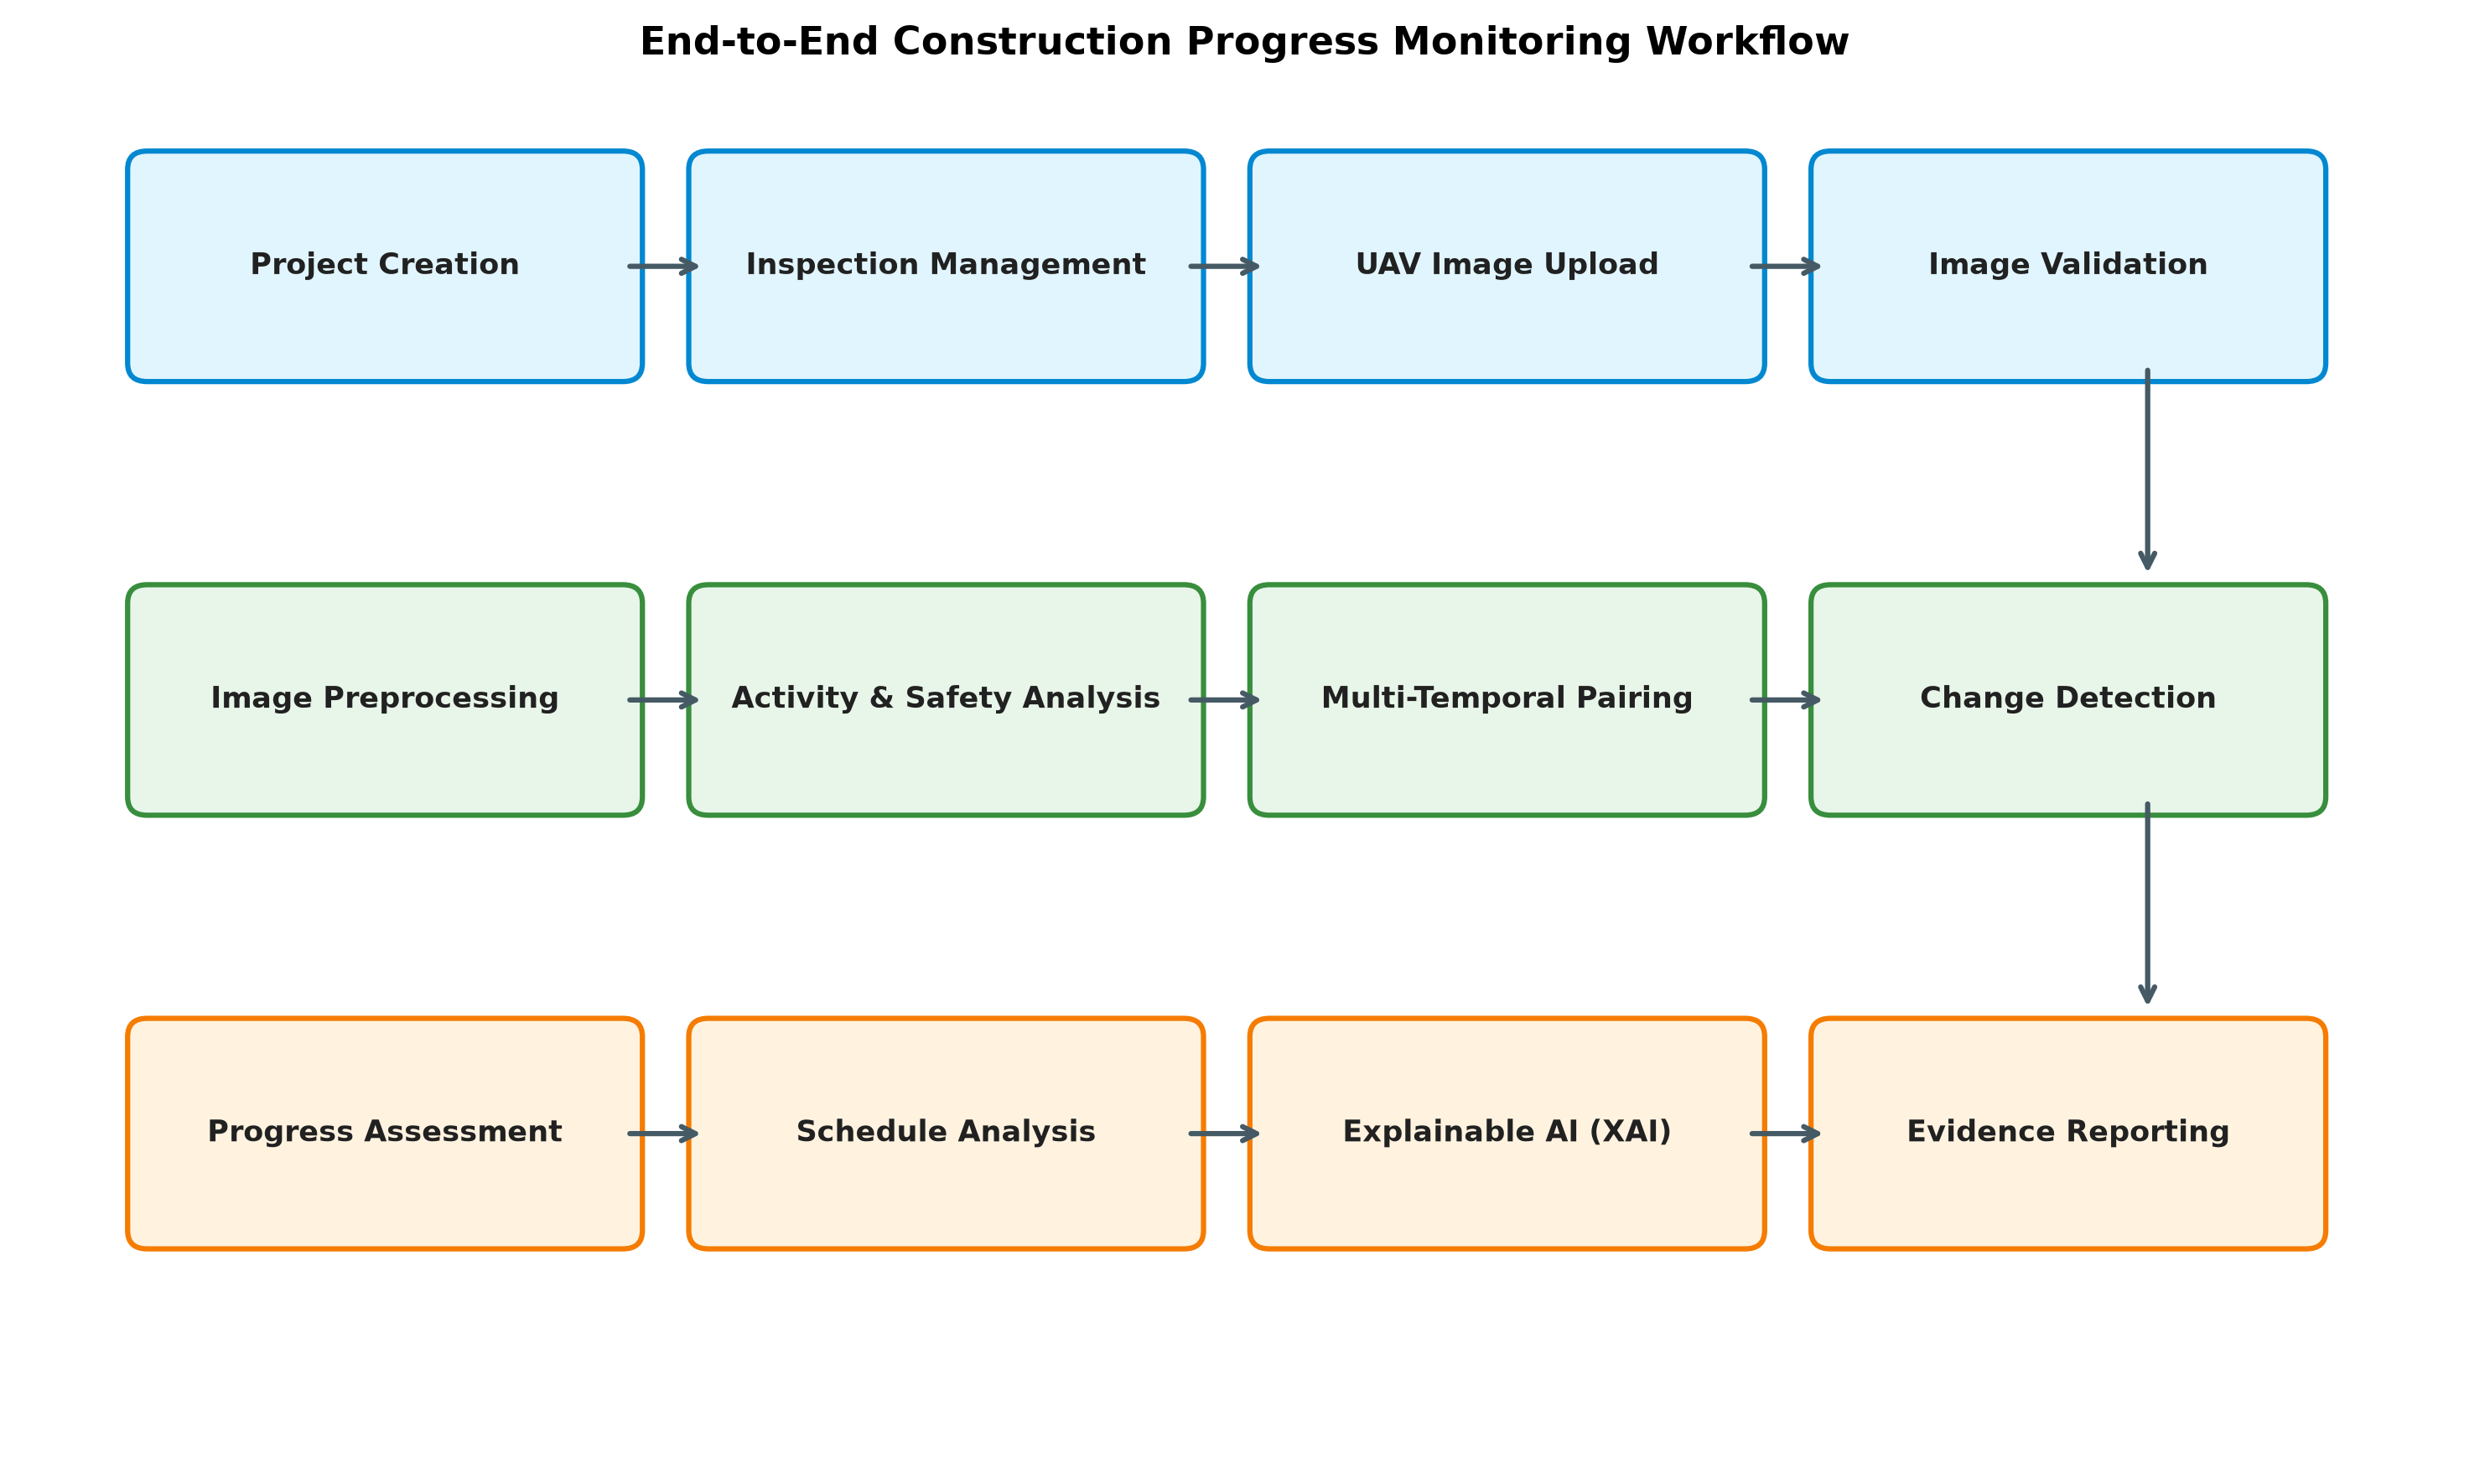 End-to-End Construction Progress Monitoring Workflow
Project Creation
Inspection Management
UAV Image Upload
Image Validation
Image Preprocessing
Activity & Safety Analysis
Multi-Temporal Pairing
Change Detection
Progress Assessment
Schedule Analysis
Explainable AI (XAI)
Evidence Reporting